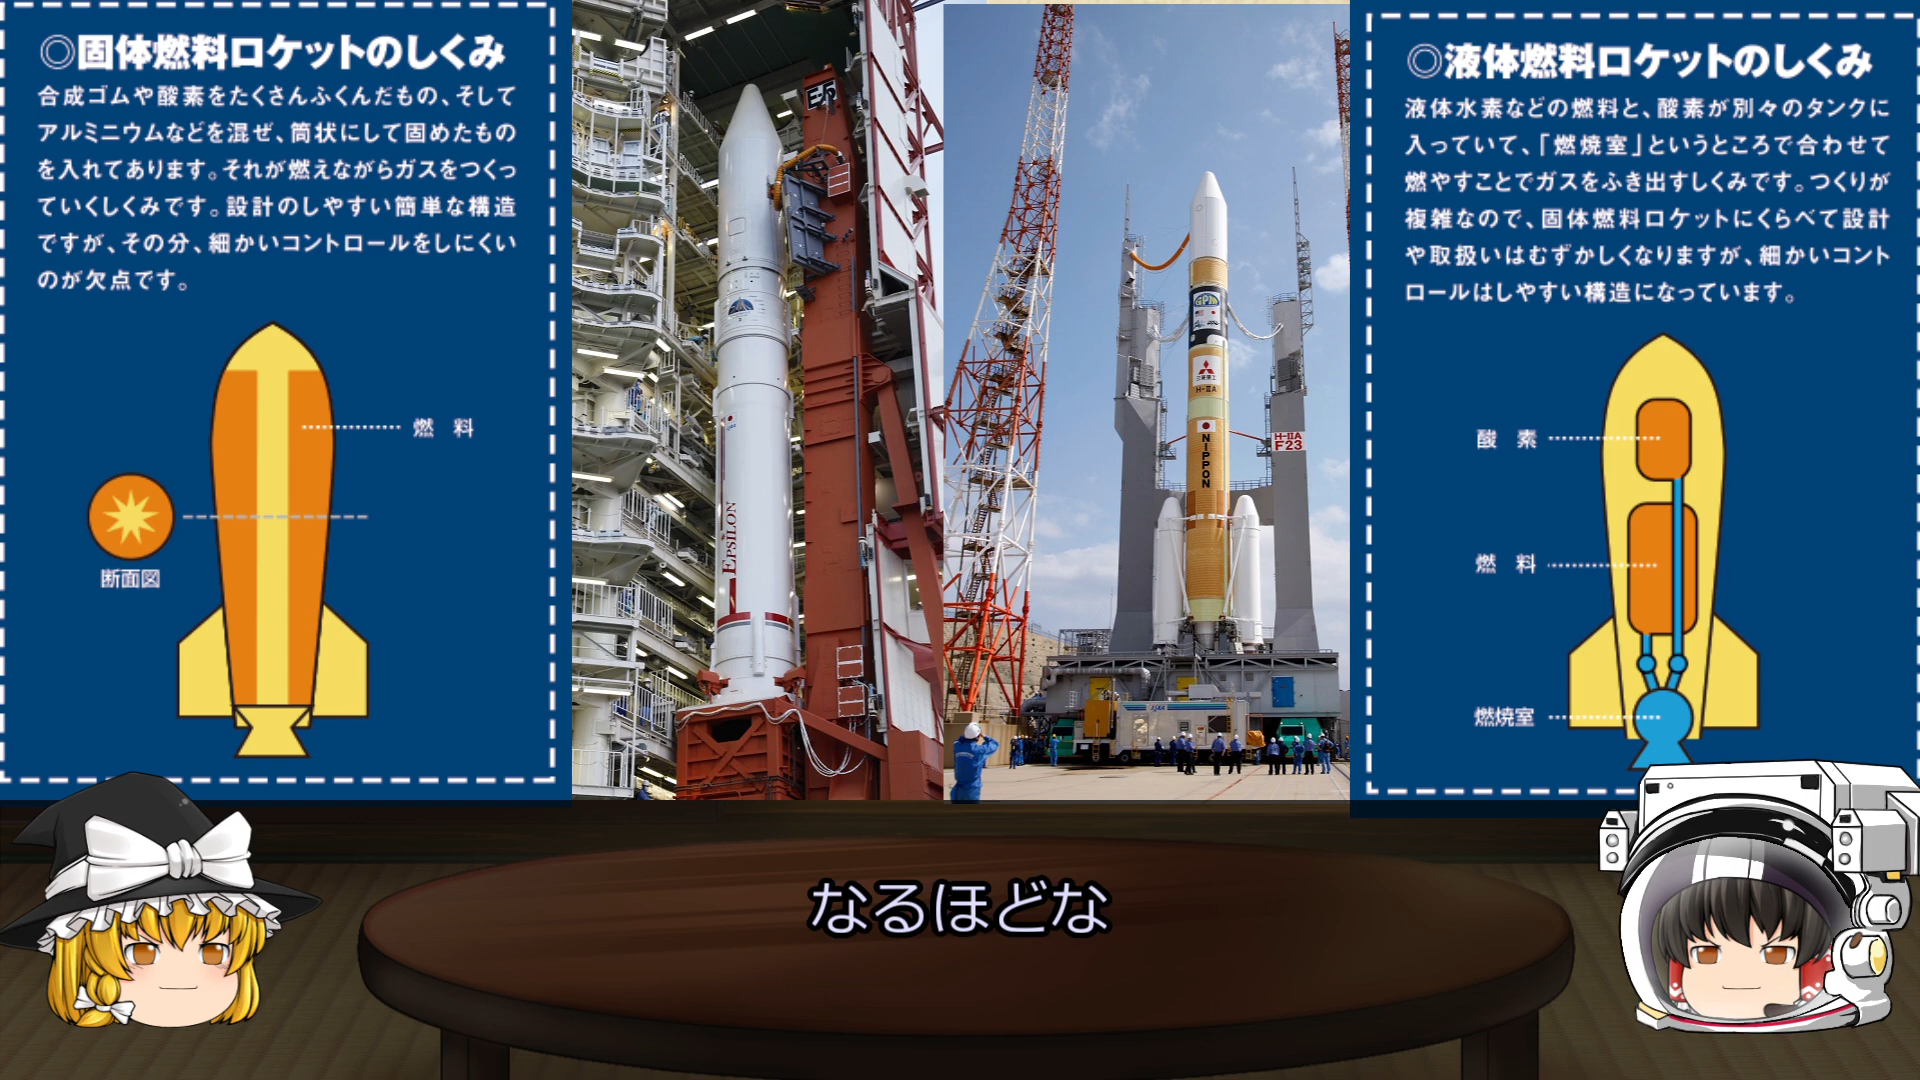 ◎固体燃料ロケットのしくみ
合成ゴムや酸素をたくさんふくんだもの、そして
アルミニウムなどを混ぜ、筒状にして固めたもの
を入れてあります。それが燃えながらガスをつくっ
ていくしくみです。設計のしやすい簡単な構造
ですが、その分、細かいコントロールをしにくい
のが欠点です。
燃 料
断面図
E-5
EPSILON
GPM
三菱重工
H-IIA
NIPPON
H-IIA
F23
JAXA
◎液体燃料ロケットのしくみ
液体水素などの燃料と、酸素が別々のタンクに
入っていて、「燃焼室」というところで合わせて
燃やすことでガスをふき出すしくみです。つくりが
複雑なので、固体燃料ロケットにくらべて設計
や取扱いはむずかしくなりますが、細かいコント
ロールはしやすい構造になっています。
酸 素
燃 料
燃焼室
なるほどな